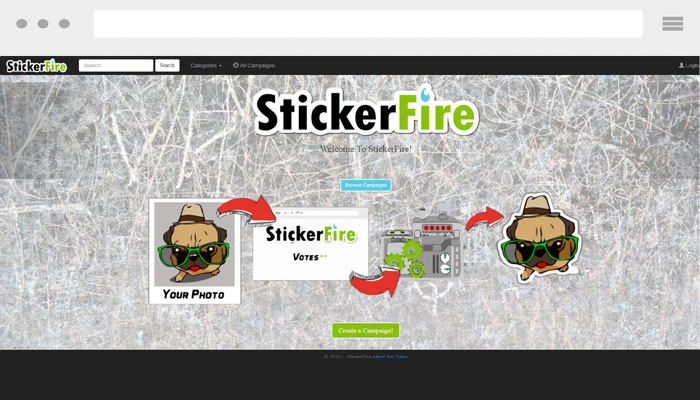 StickerFire
Search
Search
Categories
All Campaigns
Login
StickerFire
Welcome To StickerFire!
Browse Campaigns
StickerFire
Votes++
Your Photo
Create a Campaign!